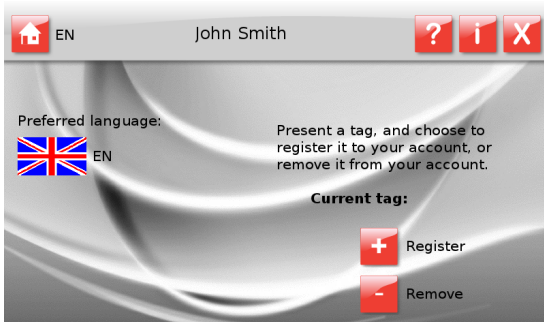 EN
John Smith
? i X
Preferred language:
EN
Present a tag, and choose to
register it to your account, or
remove it from your account.
Current tag:
+ Register
- Remove